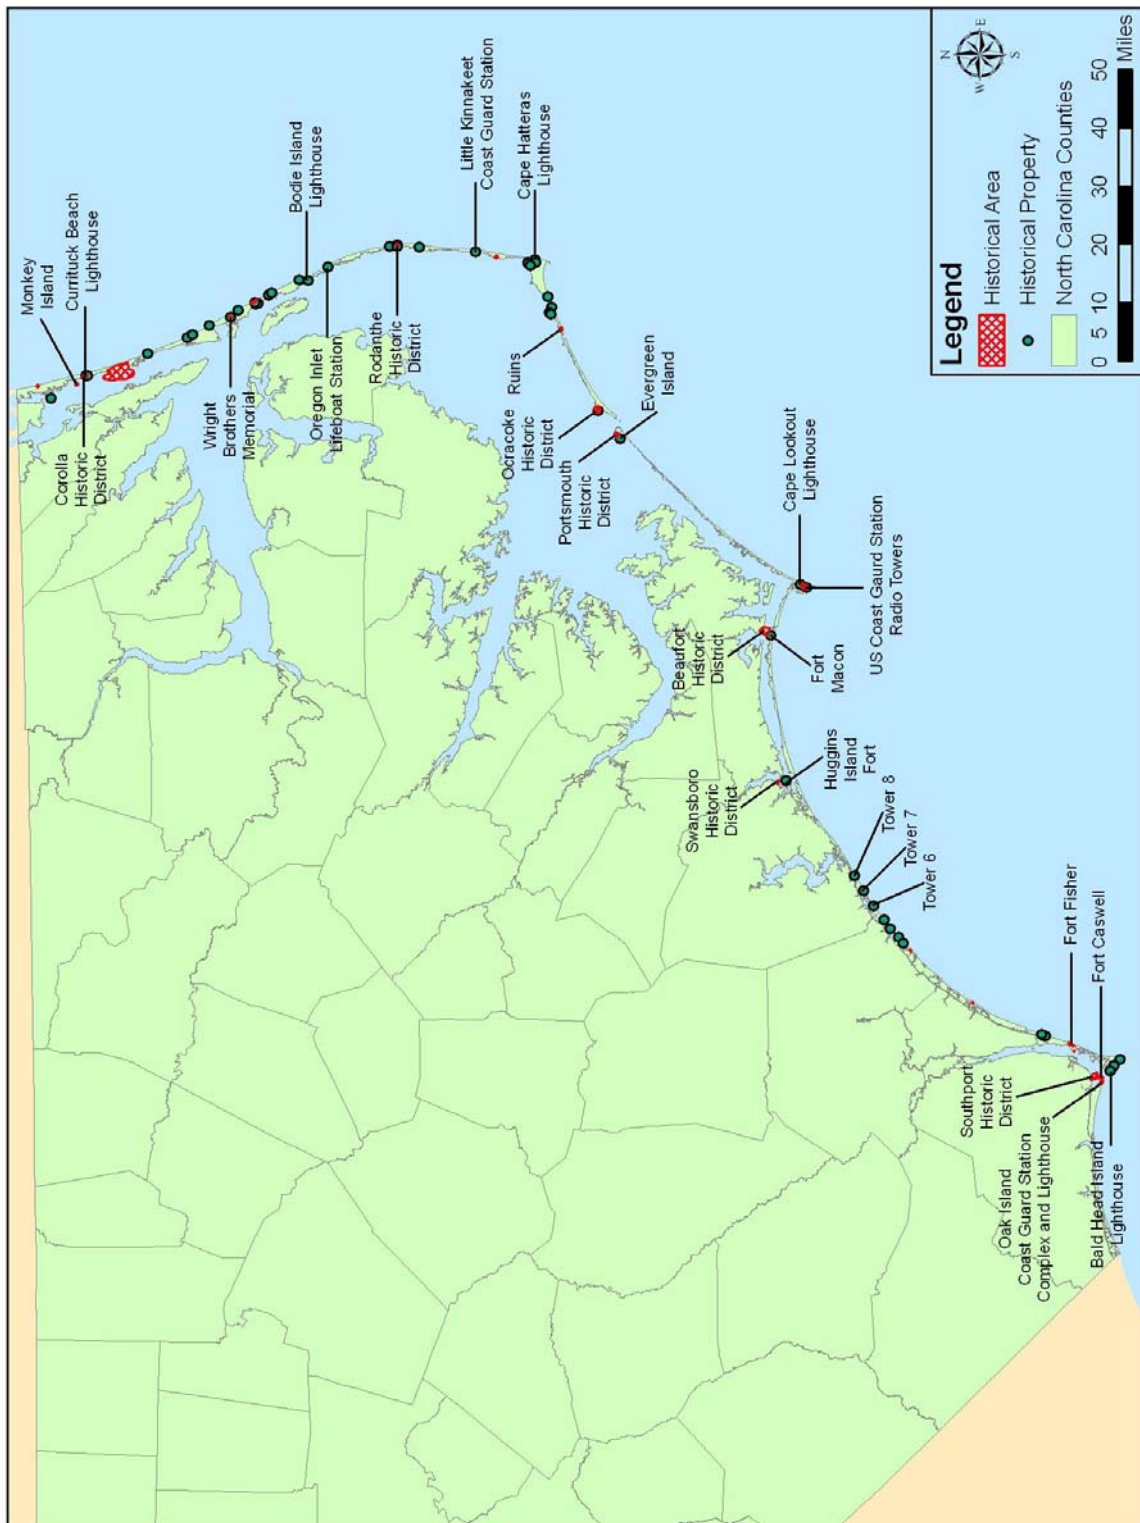 Monkey
Island
Currituck Beach
Lighthouse
Corolla
Historic
District
Wright
Brothers
Memorial
Bodie Island
Lighthouse
Oregon Inlet
Lifeboat Station
Rodanthe
Historic
District
Little Kinnakeet
Coast Guard Station
Cape Hatteras
Lighthouse
Ruins
Ocracoke
Historic
District
Portsmouth
Historic
District
Evergreen
Island
Cape Lookout
Lighthouse
US Coast Gaurd Station
Radio Towers
Beaufort
Historic
District
Fort
Macon
Swansboro
Historic
District
Huggins
Island
Fort
Tower 8
Tower 7
Tower 6
Fort Fisher
Fort Caswell
Southport
Historic
District
Oak Island
Coast Guard Station
Complex and Lighthouse
Bald Head Island
Lighthouse
Legend
Historical Area
Historical Property
North Carolina Counties
N
E
S
W
0 5 10 20 30 40 50
Miles